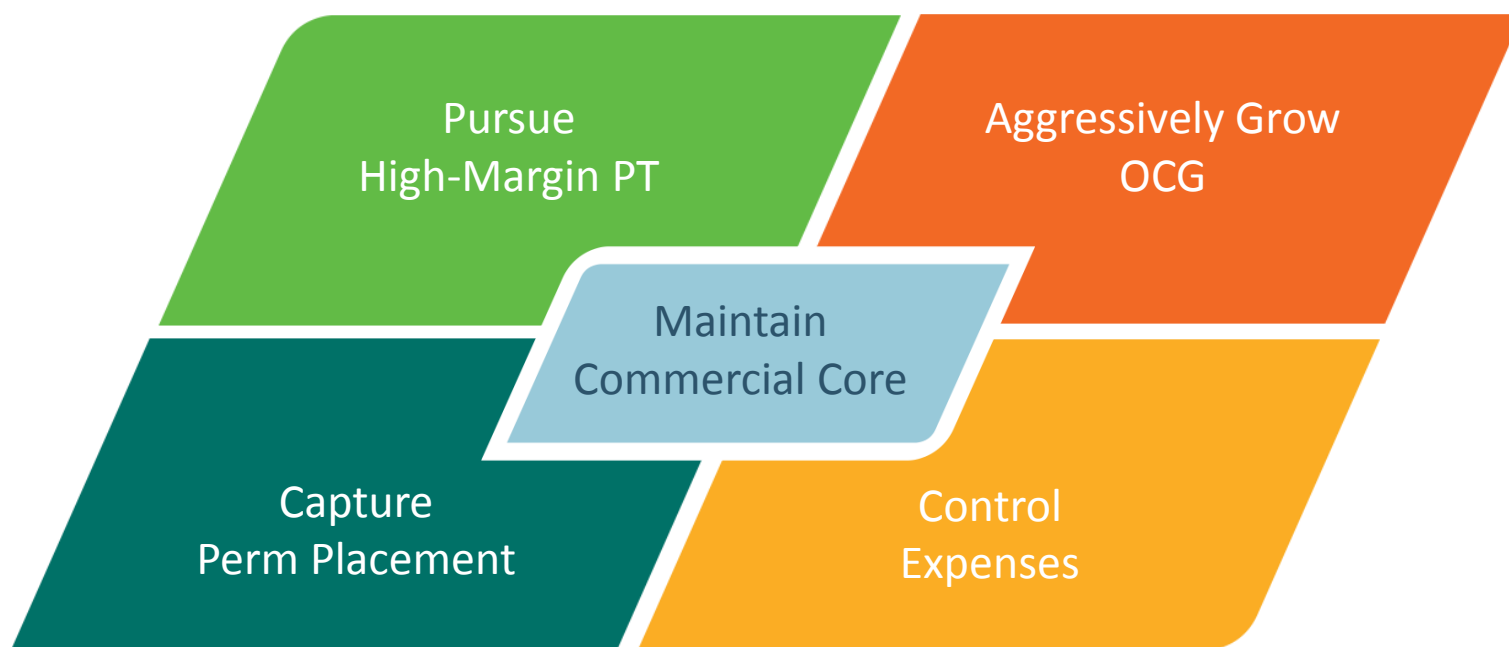 Pursue
High-Margin PT
Aggressively Grow
OCG
Maintain
Commercial Core
Capture
Perm Placement
Control
Expenses